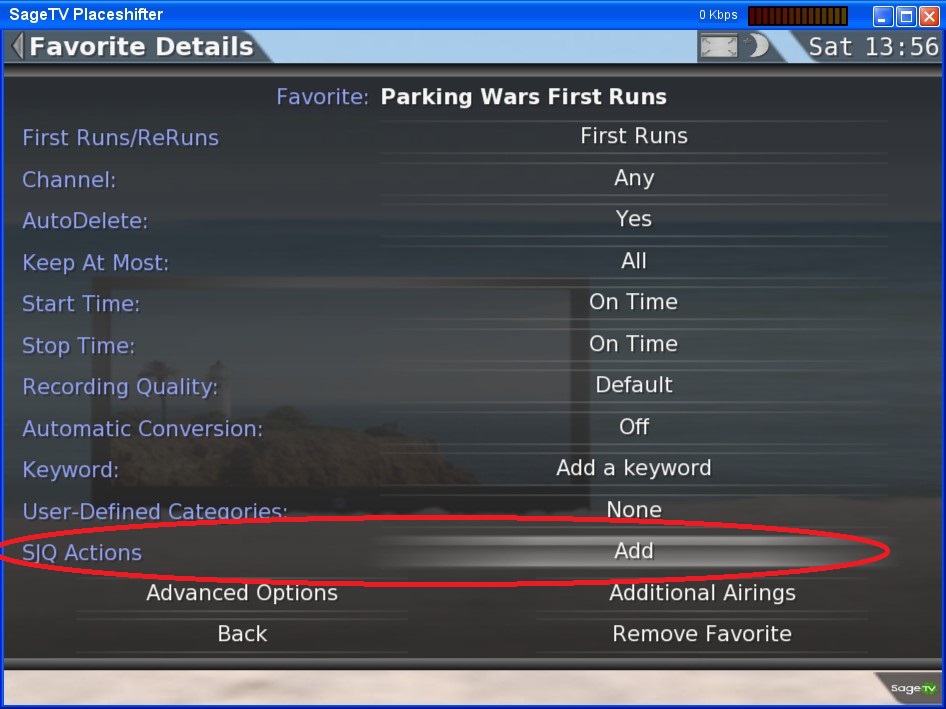 SageTV Placeshifter 0 Kbps
Favorite Details Sat 13:56
Favorite: Parking Wars First Runs
First Runs/ReRuns First Runs
Channel: Any
AutoDelete: Yes
Keep At Most: All
Start Time: On Time
Stop Time: On Time
Recording Quality: Default
Automatic Conversion: Off
Keyword: Add a keyword
User-Defined Categories: None
SJQ Actions Add
Advanced Options Additional Airings
Back Remove Favorite
SageTV